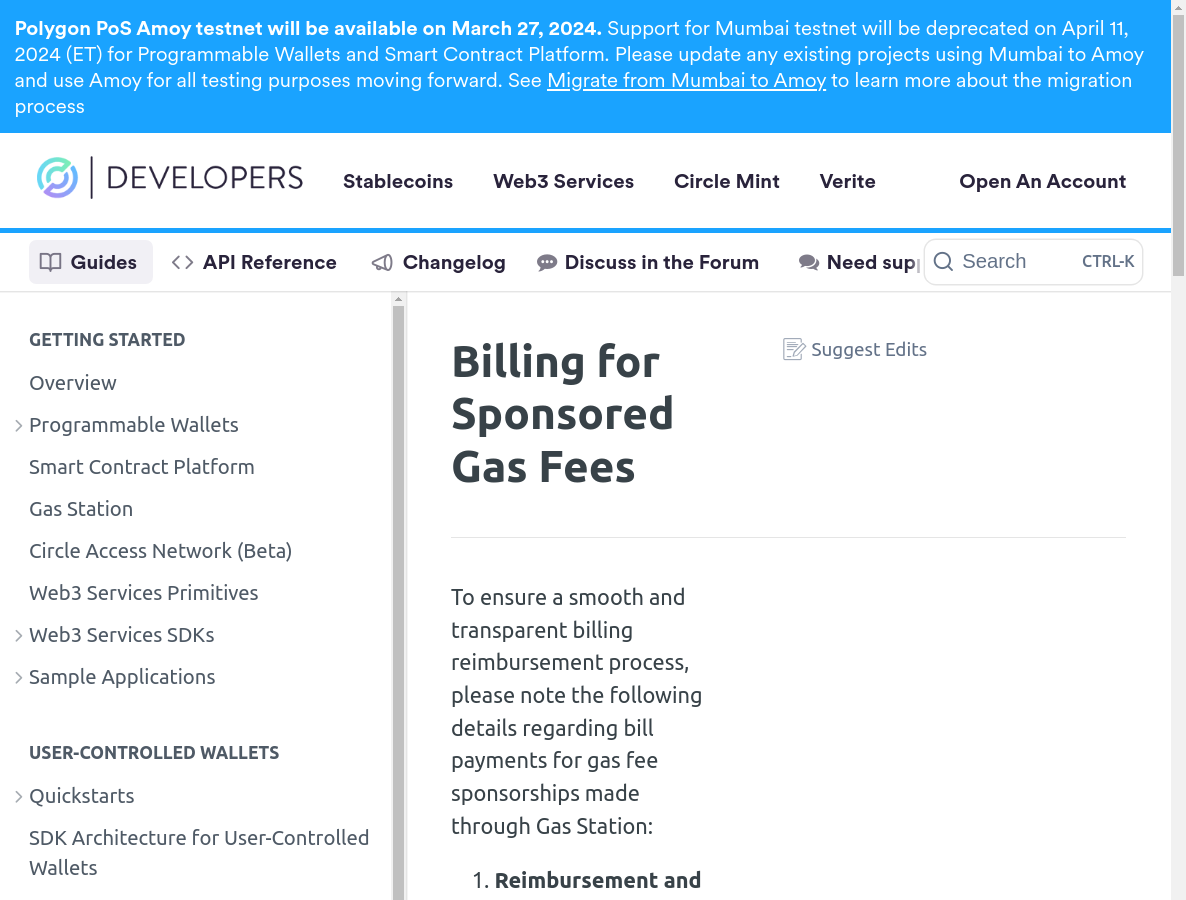 Polygon PoS Amoy testnet will be available on March 27, 2024. Support for Mumbai testnet will be deprecated on April 11,
2024 (ET) for Programmable Wallets and Smart Contract Platform. Please update any existing projects using Mumbai to Amoy
and use Amoy for all testing purposes moving forward. See Migrate from Mumbai to Amoy to learn more about the migration
process
DEVELOPERS
Stablecoins
Web3 Services
Circle Mint
Verite
Open An Account
Guides
API Reference
Changelog
Discuss in the Forum
Need sup
Search
CTRL-K
GETTING STARTED
Overview
Programmable Wallets
Smart Contract Platform
Gas Station
Circle Access Network (Beta)
Web3 Services Primitives
Web3 Services SDKs
Sample Applications
USER-CONTROLLED WALLETS
Quickstarts
SDK Architecture for User-Controlled
Wallets
Billing for
Sponsored
Gas Fees
Suggest Edits
To ensure a smooth and
transparent billing
reimbursement process,
please note the following
details regarding bill
payments for gas fee
sponsorships made
through Gas Station:
1. Reimbursement and